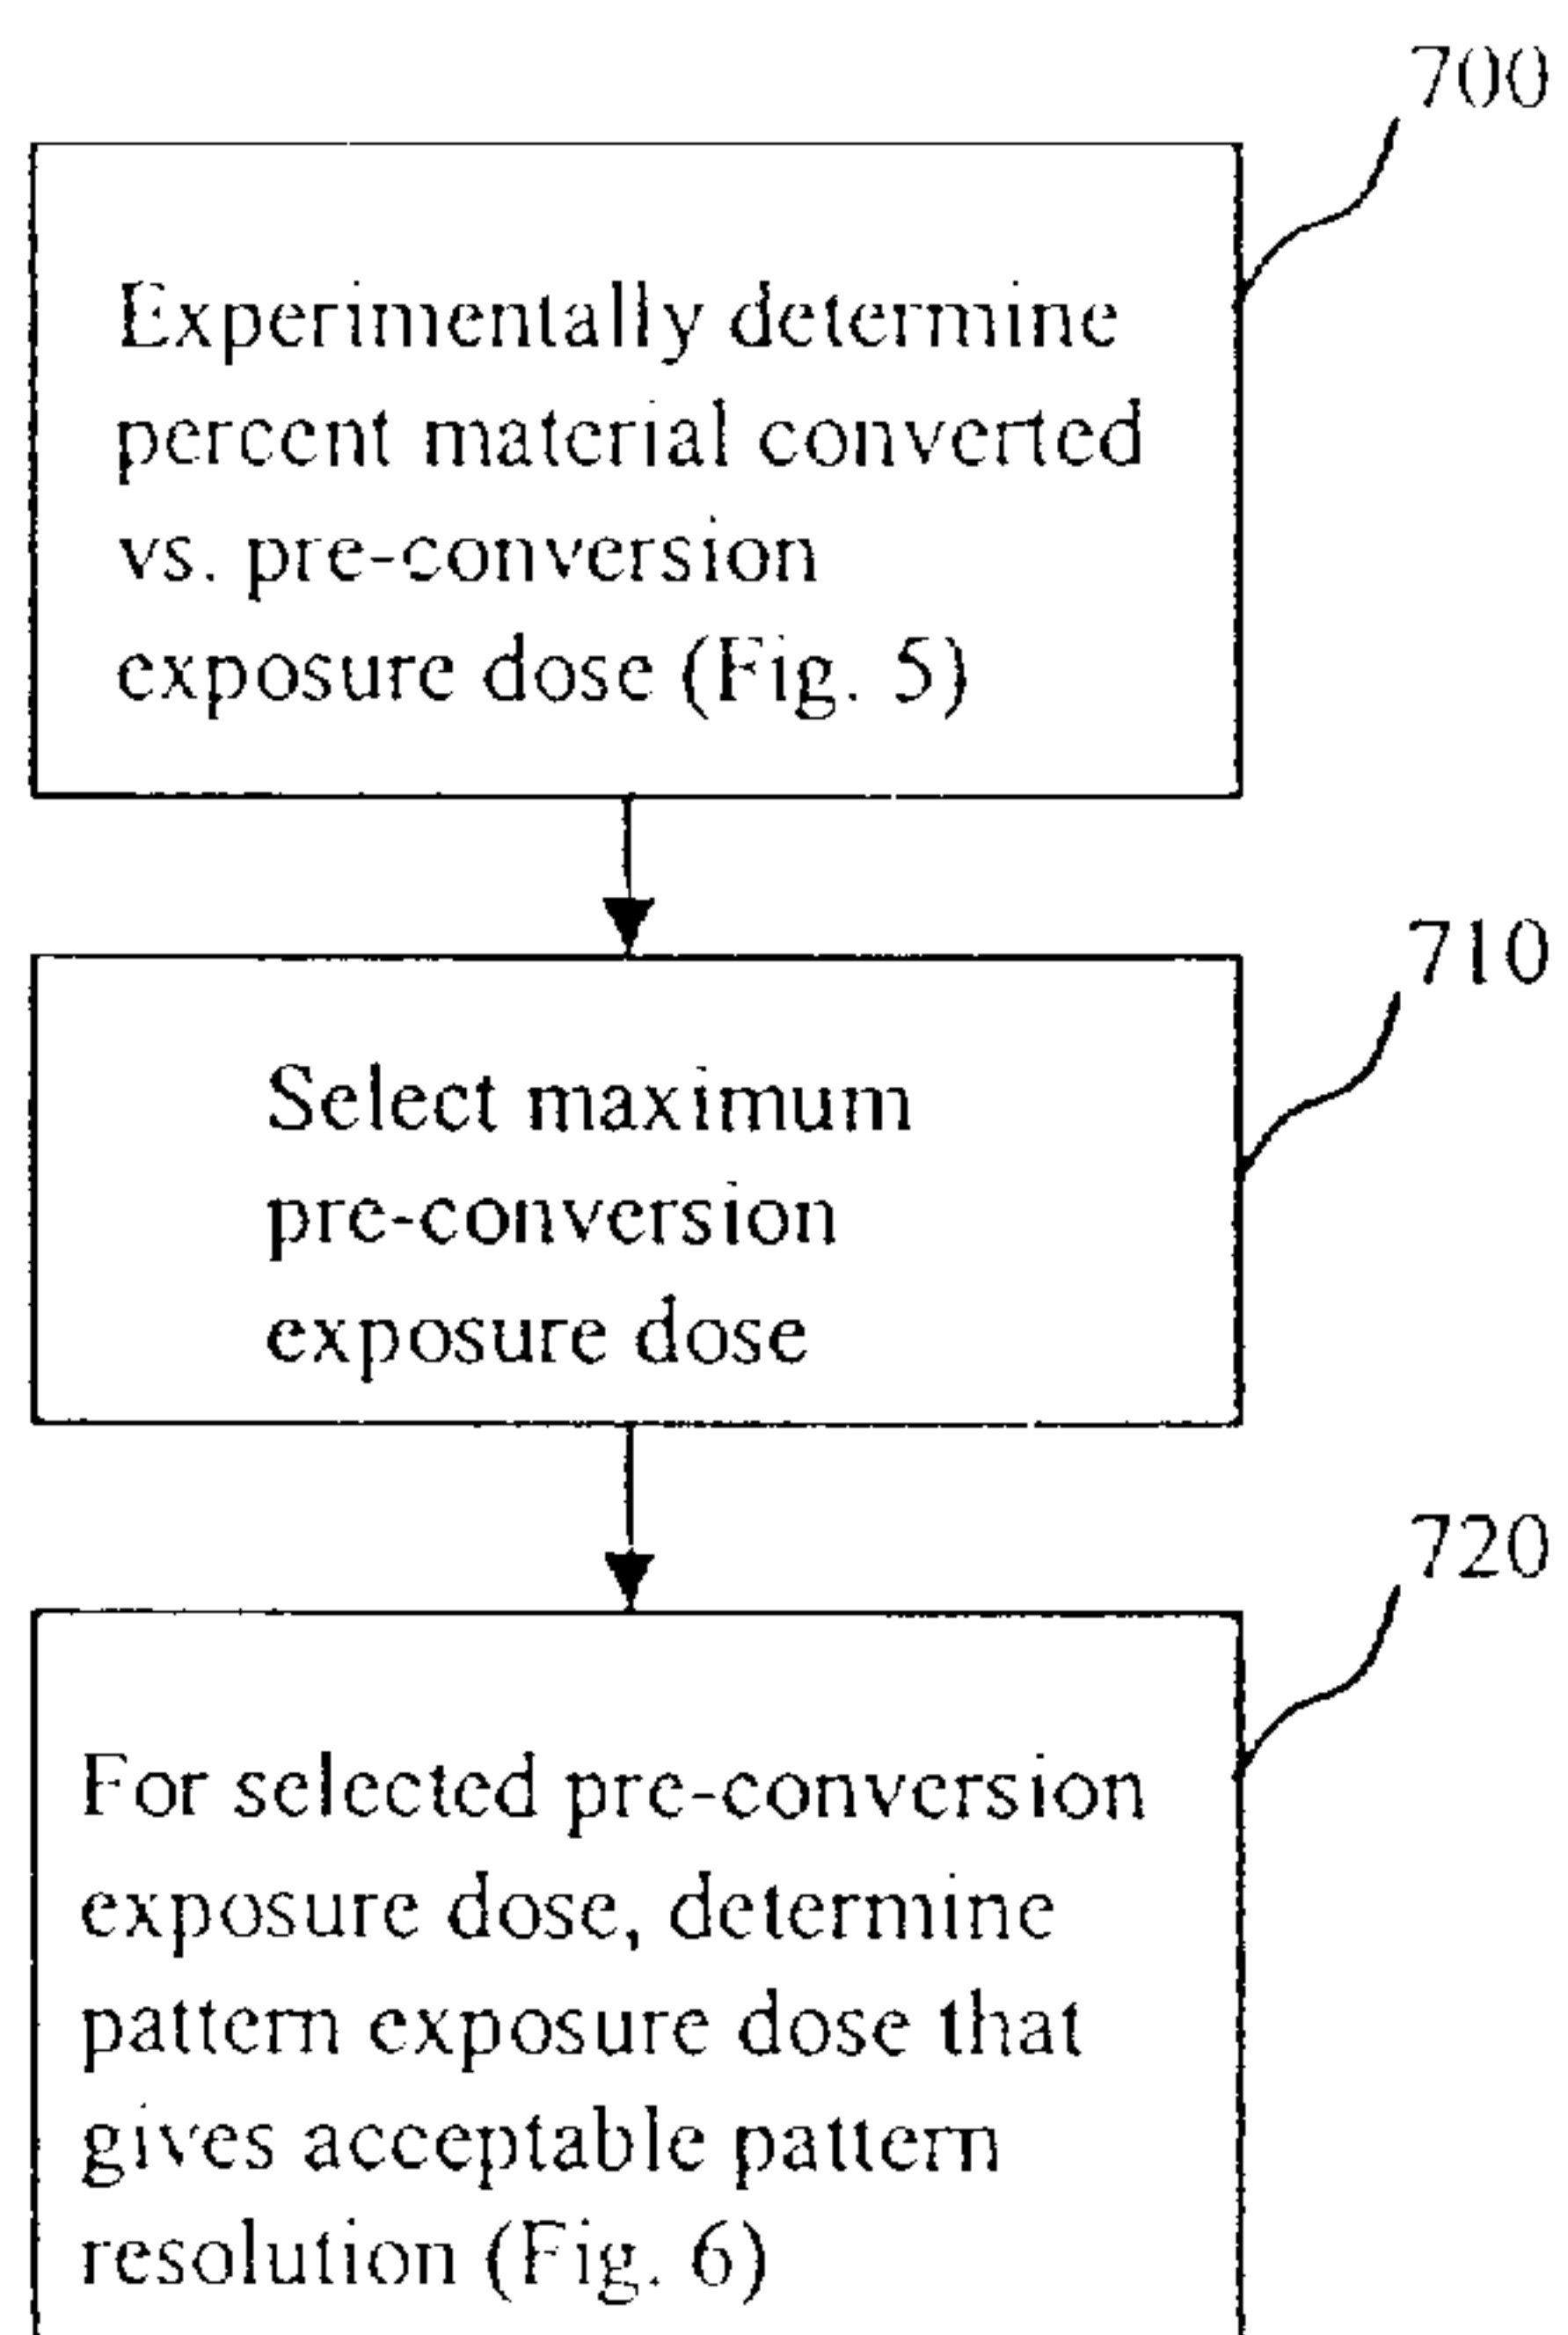 700
Experimentally determine
percent material converted
vs. pre-conversion
exposure dose (Fig. 5)
710
Select maximum
pre-conversion
exposure dose
720
For selected pre-conversion
exposure dose, determine
pattern exposure dose that
gives acceptable pattern
resolution (Fig. 6)